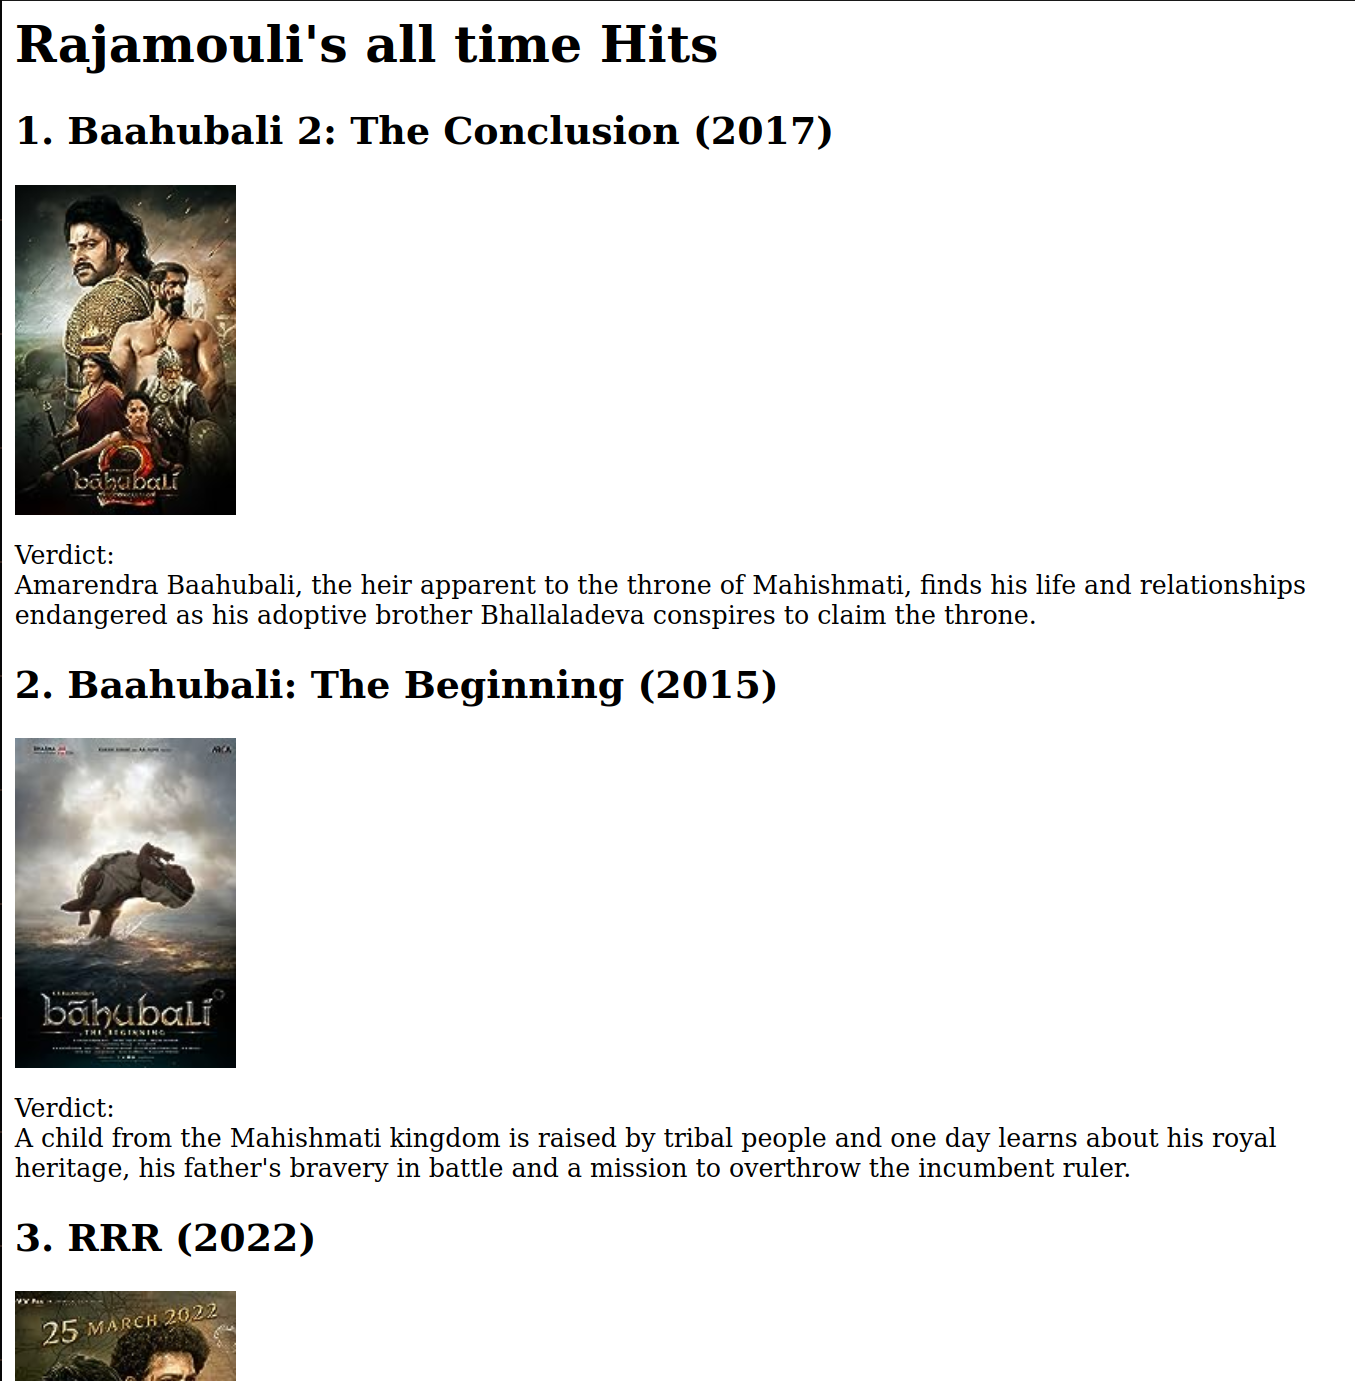 Rajamouli's all time Hits
1. Baahubali 2: The Conclusion (2017)
bāhubali
2
THE CONCLUSION
Verdict:
Amarendra Baahubali, the heir apparent to the throne of Mahishmati, finds his life and relationships
endangered as his adoptive brother Bhallaladeva conspires to claim the throne.
2. Baahubali: The Beginning (2015)
ARKA
bāhubali
THE BEGINNING
Verdict:
A child from the Mahishmati kingdom is raised by tribal people and one day learns about his royal
heritage, his father's bravery in battle and a mission to overthrow the incumbent ruler.
3. RRR (2022)
25 MARCH 2022